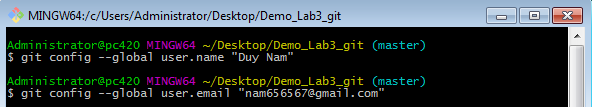 MINGW64:/c/Users/Administrator/Desktop/Demo_Lab3_git
Administrator@pc420 MINGW64 ~/Desktop/Demo_Lab3_git (master)
$ git config --global user.name "Duy Nam"
Administrator@pc420 MINGW64 ~/Desktop/Demo_Lab3_git (master)
$ git config --global user.email "nam656567@gmail.com"